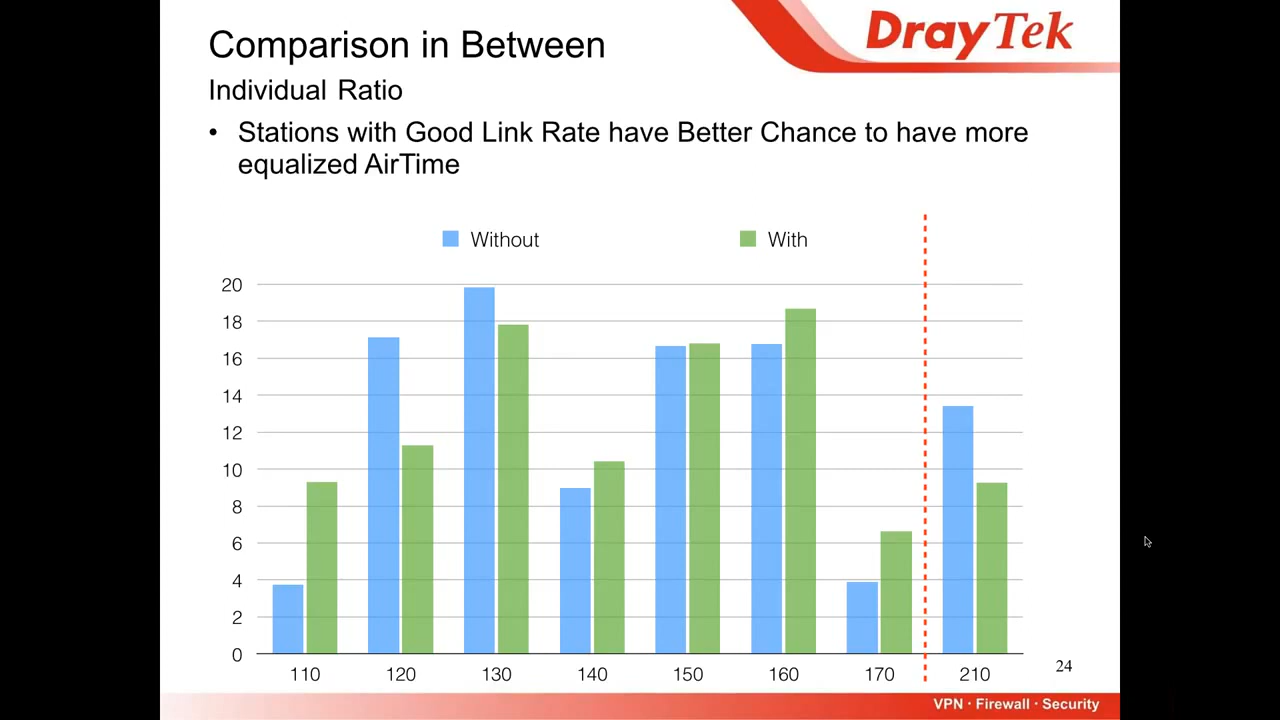 Comparison in Between
DrayTek
Individual Ratio
• Stations with Good Link Rate have Better Chance to have more
equalized AirTime
Without
With
20
18
16
14
12
10
8
6
4
2
0
110 120 130 140 150 160 170 210
24
VPN · Firewall · Security